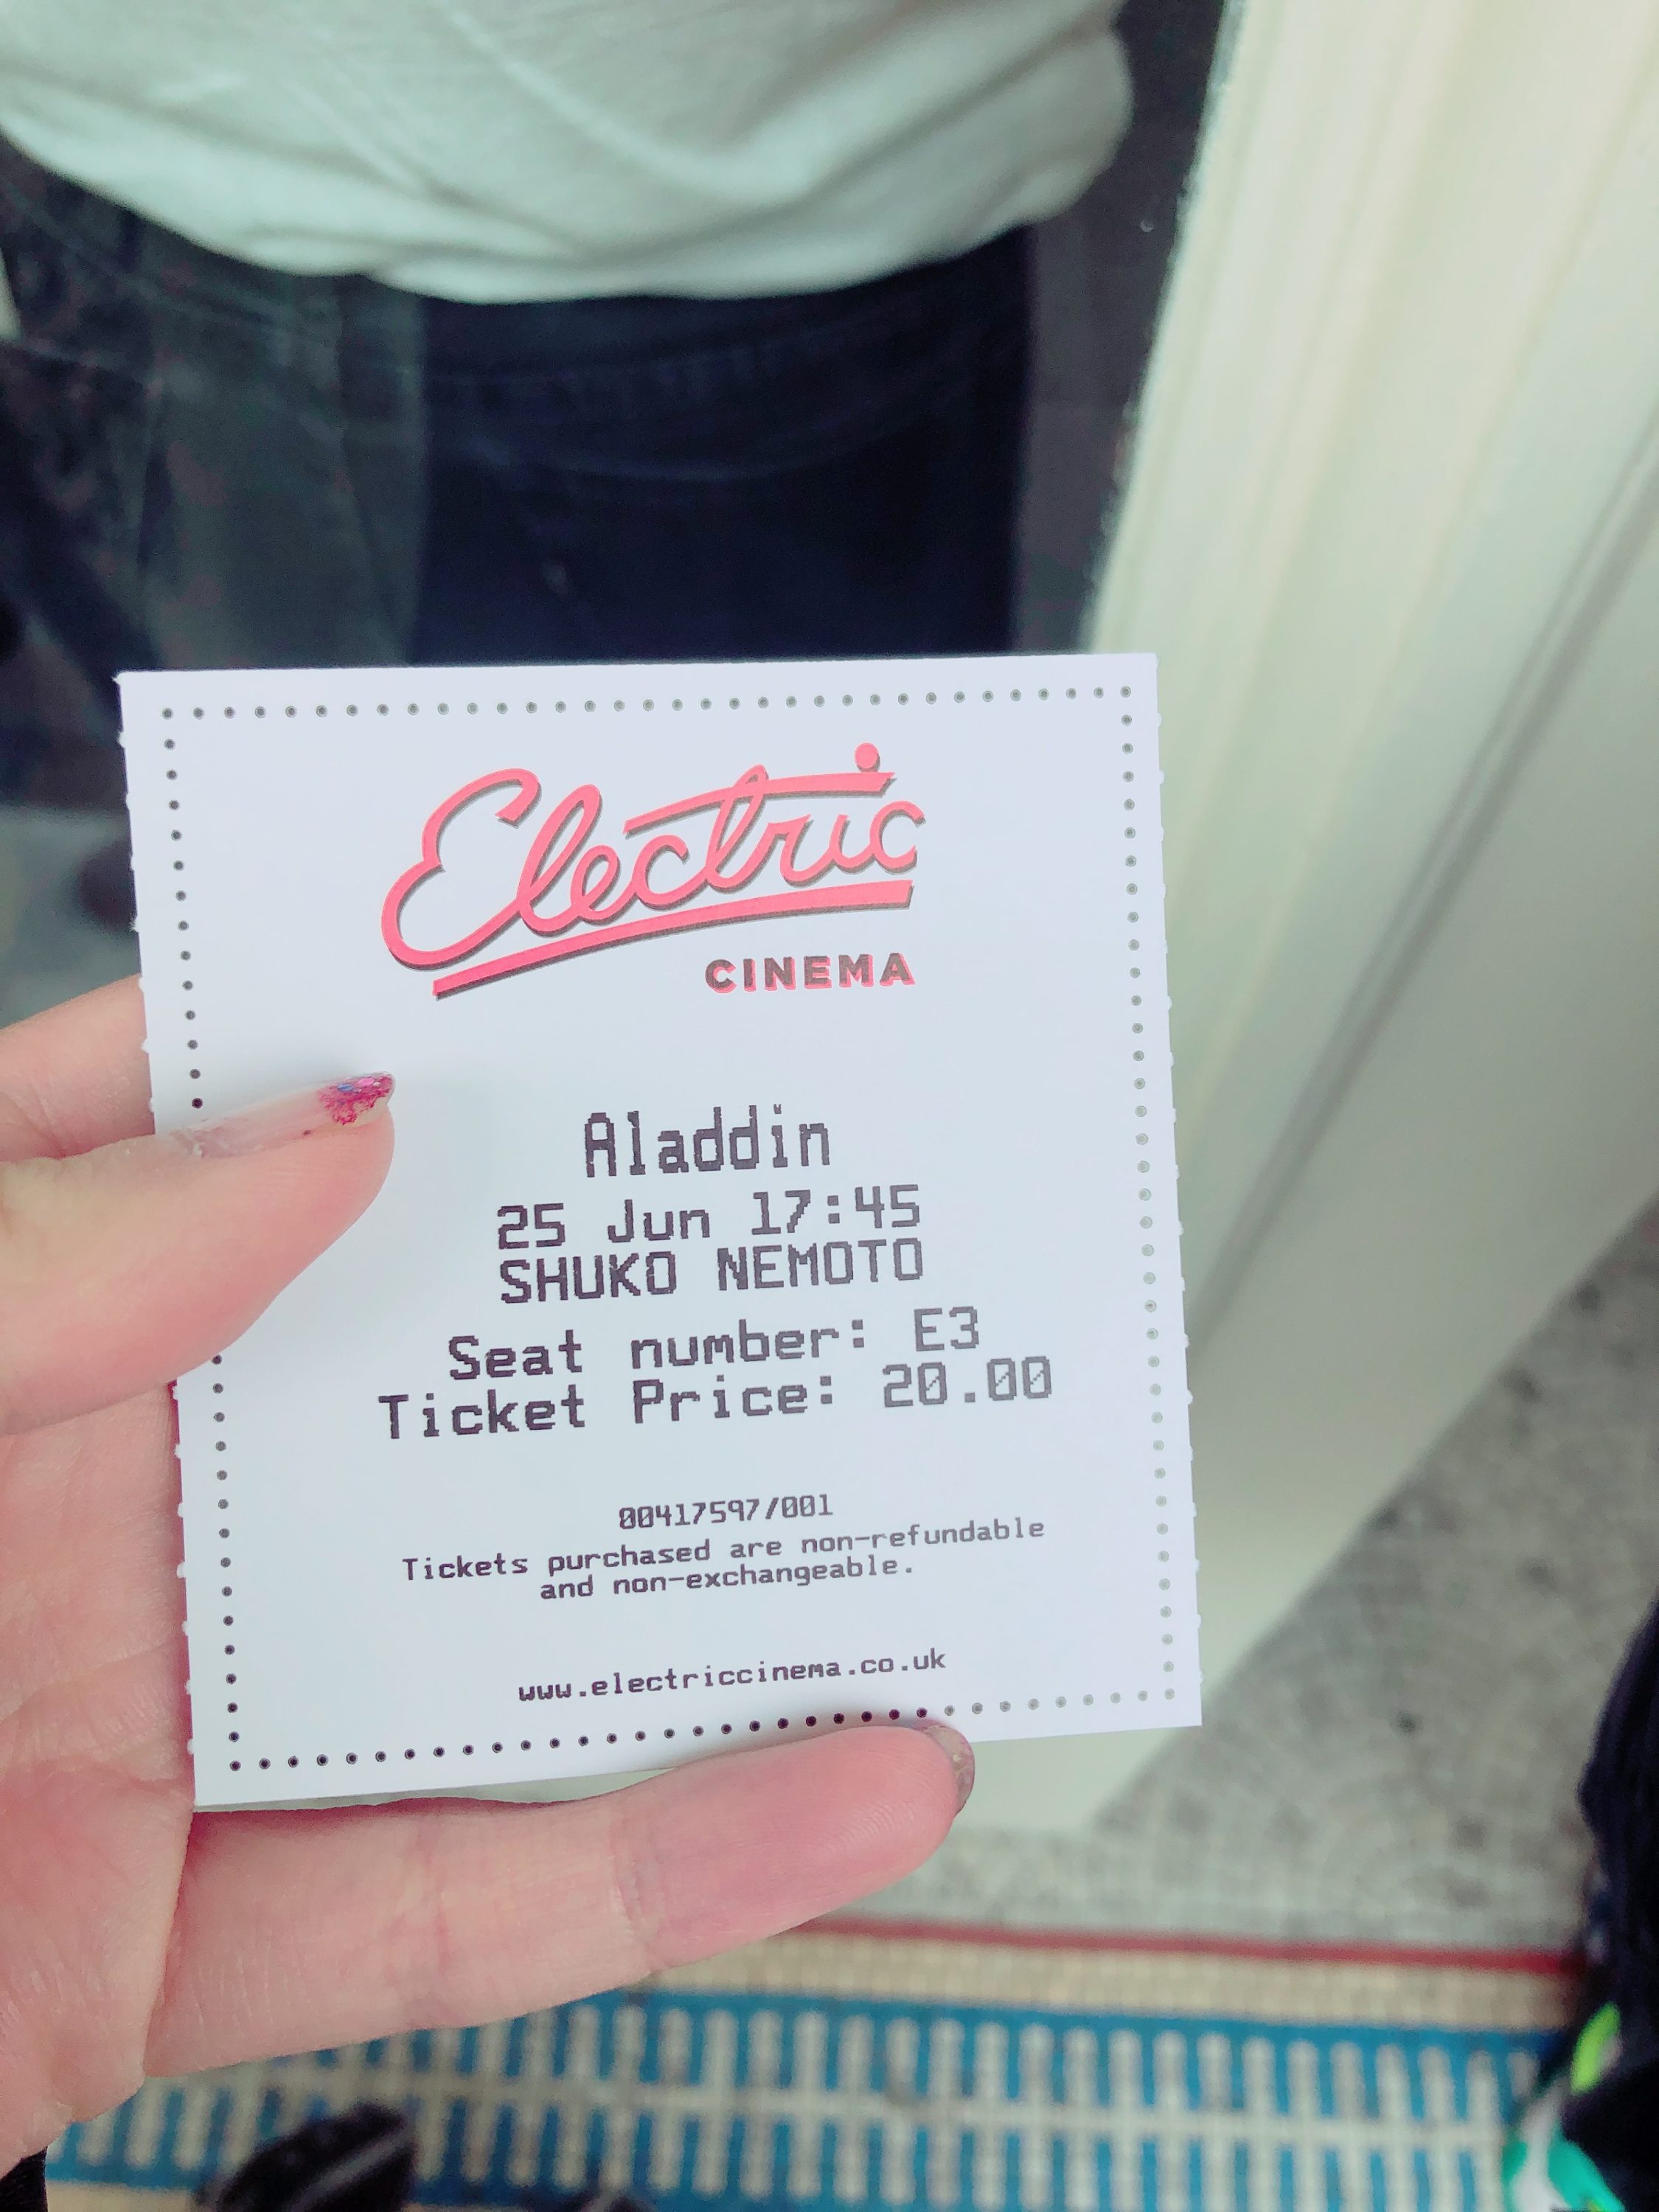 Electric
CINEMA
Aladdin
25 Jun 17:45
SHUKO NEMOTO
Seat number: E3
Ticket Price: 20.00
00417597/001
Tickets purchased are non-refundable
and non-exchangeable.
www.electriccinema.co.uk